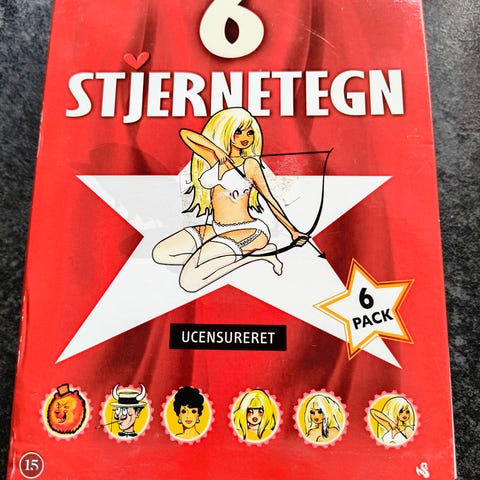 6
STJERNETEGN
6
PACK
UCENSURERET
15